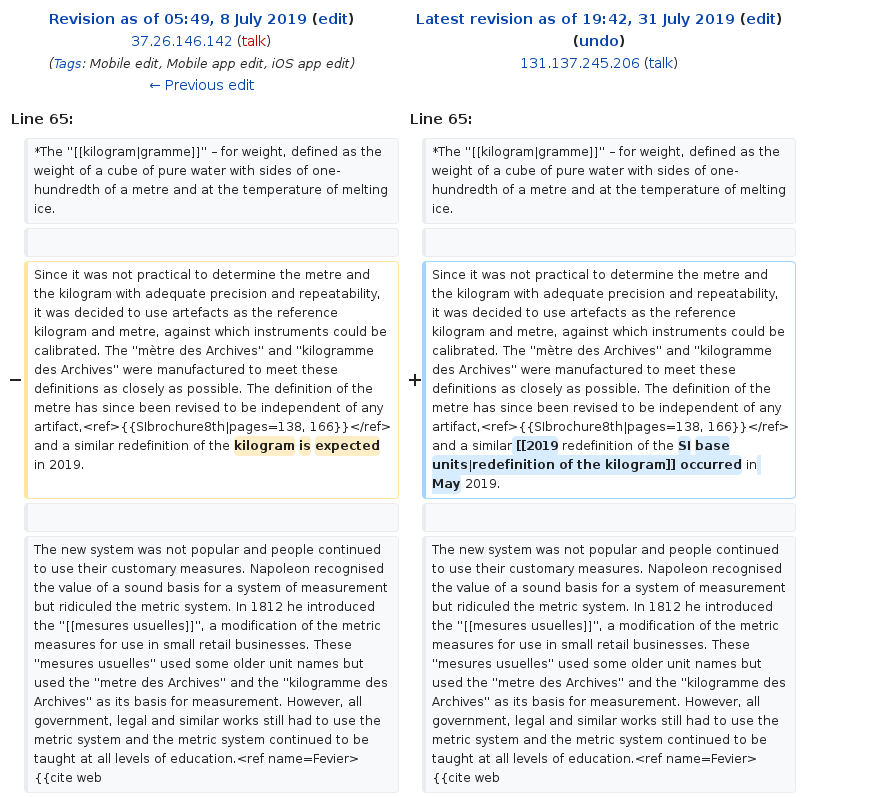 Revision as of 05:49, 8 July 2019 (edit)
37.26.146.142 (talk)
(Tags: Mobile edit, Mobile app edit, iOS app edit)
← Previous edit
Latest revision as of 19:42, 31 July 2019 (edit)
(undo)
131.137.245.206 (talk)
Line 65:
Line 65:
*The "[[kilogram|gramme]]" – for weight, defined as the
weight of a cube of pure water with sides of one-
hundredth of a metre and at the temperature of melting
ice.
*The "[[kilogram|gramme]]" – for weight, defined as the
weight of a cube of pure water with sides of one-
hundredth of a metre and at the temperature of melting
ice.
−
Since it was not practical to determine the metre and
the kilogram with adequate precision and repeatability,
it was decided to use artefacts as the reference
kilogram and metre, against which instruments could be
calibrated. The ''mètre des Archives'' and ''kilogramme
des Archives'' were manufactured to meet these
definitions as closely as possible. The definition of the
metre has since been revised to be independent of any
artifact,<ref>{{SIbrochure8th|pages=138, 166}}</ref>
and a similar redefinition of the kilogram is expected
in 2019.
+
Since it was not practical to determine the metre and
the kilogram with adequate precision and repeatability,
it was decided to use artefacts as the reference
kilogram and metre, against which instruments could be
calibrated. The ''mètre des Archives'' and ''kilogramme
des Archives'' were manufactured to meet these
definitions as closely as possible. The definition of the
metre has since been revised to be independent of any
artifact,<ref>{{SIbrochure8th|pages=138, 166}}</ref>
and a similar [[2019 redefinition of the SI base
units|redefinition of the kilogram]] occurred in
May 2019.
The new system was not popular and people continued
to use their customary measures. Napoleon recognised
the value of a sound basis for a system of measurement
but ridiculed the metric system. In 1812 he introduced
the ''[[mesures usuelles]]'', a modification of the metric
measures for use in small retail businesses. These
''mesures usuelles'' used some older unit names but
used the ''metre des Archives'' and the ''kilogramme des
Archives'' as its basis for measurement. However, all
government, legal and similar works still had to use the
metric system and the metric system continued to be
taught at all levels of education.<ref name=Fevier>
{{cite web
The new system was not popular and people continued
to use their customary measures. Napoleon recognised
the value of a sound basis for a system of measurement
but ridiculed the metric system. In 1812 he introduced
the ''[[mesures usuelles]]'', a modification of the metric
measures for use in small retail businesses. These
''mesures usuelles'' used some older unit names but
used the ''metre des Archives'' and the ''kilogramme des
Archives'' as its basis for measurement. However, all
government, legal and similar works still had to use the
metric system and the metric system continued to be
taught at all levels of education.<ref name=Fevier>
{{cite web